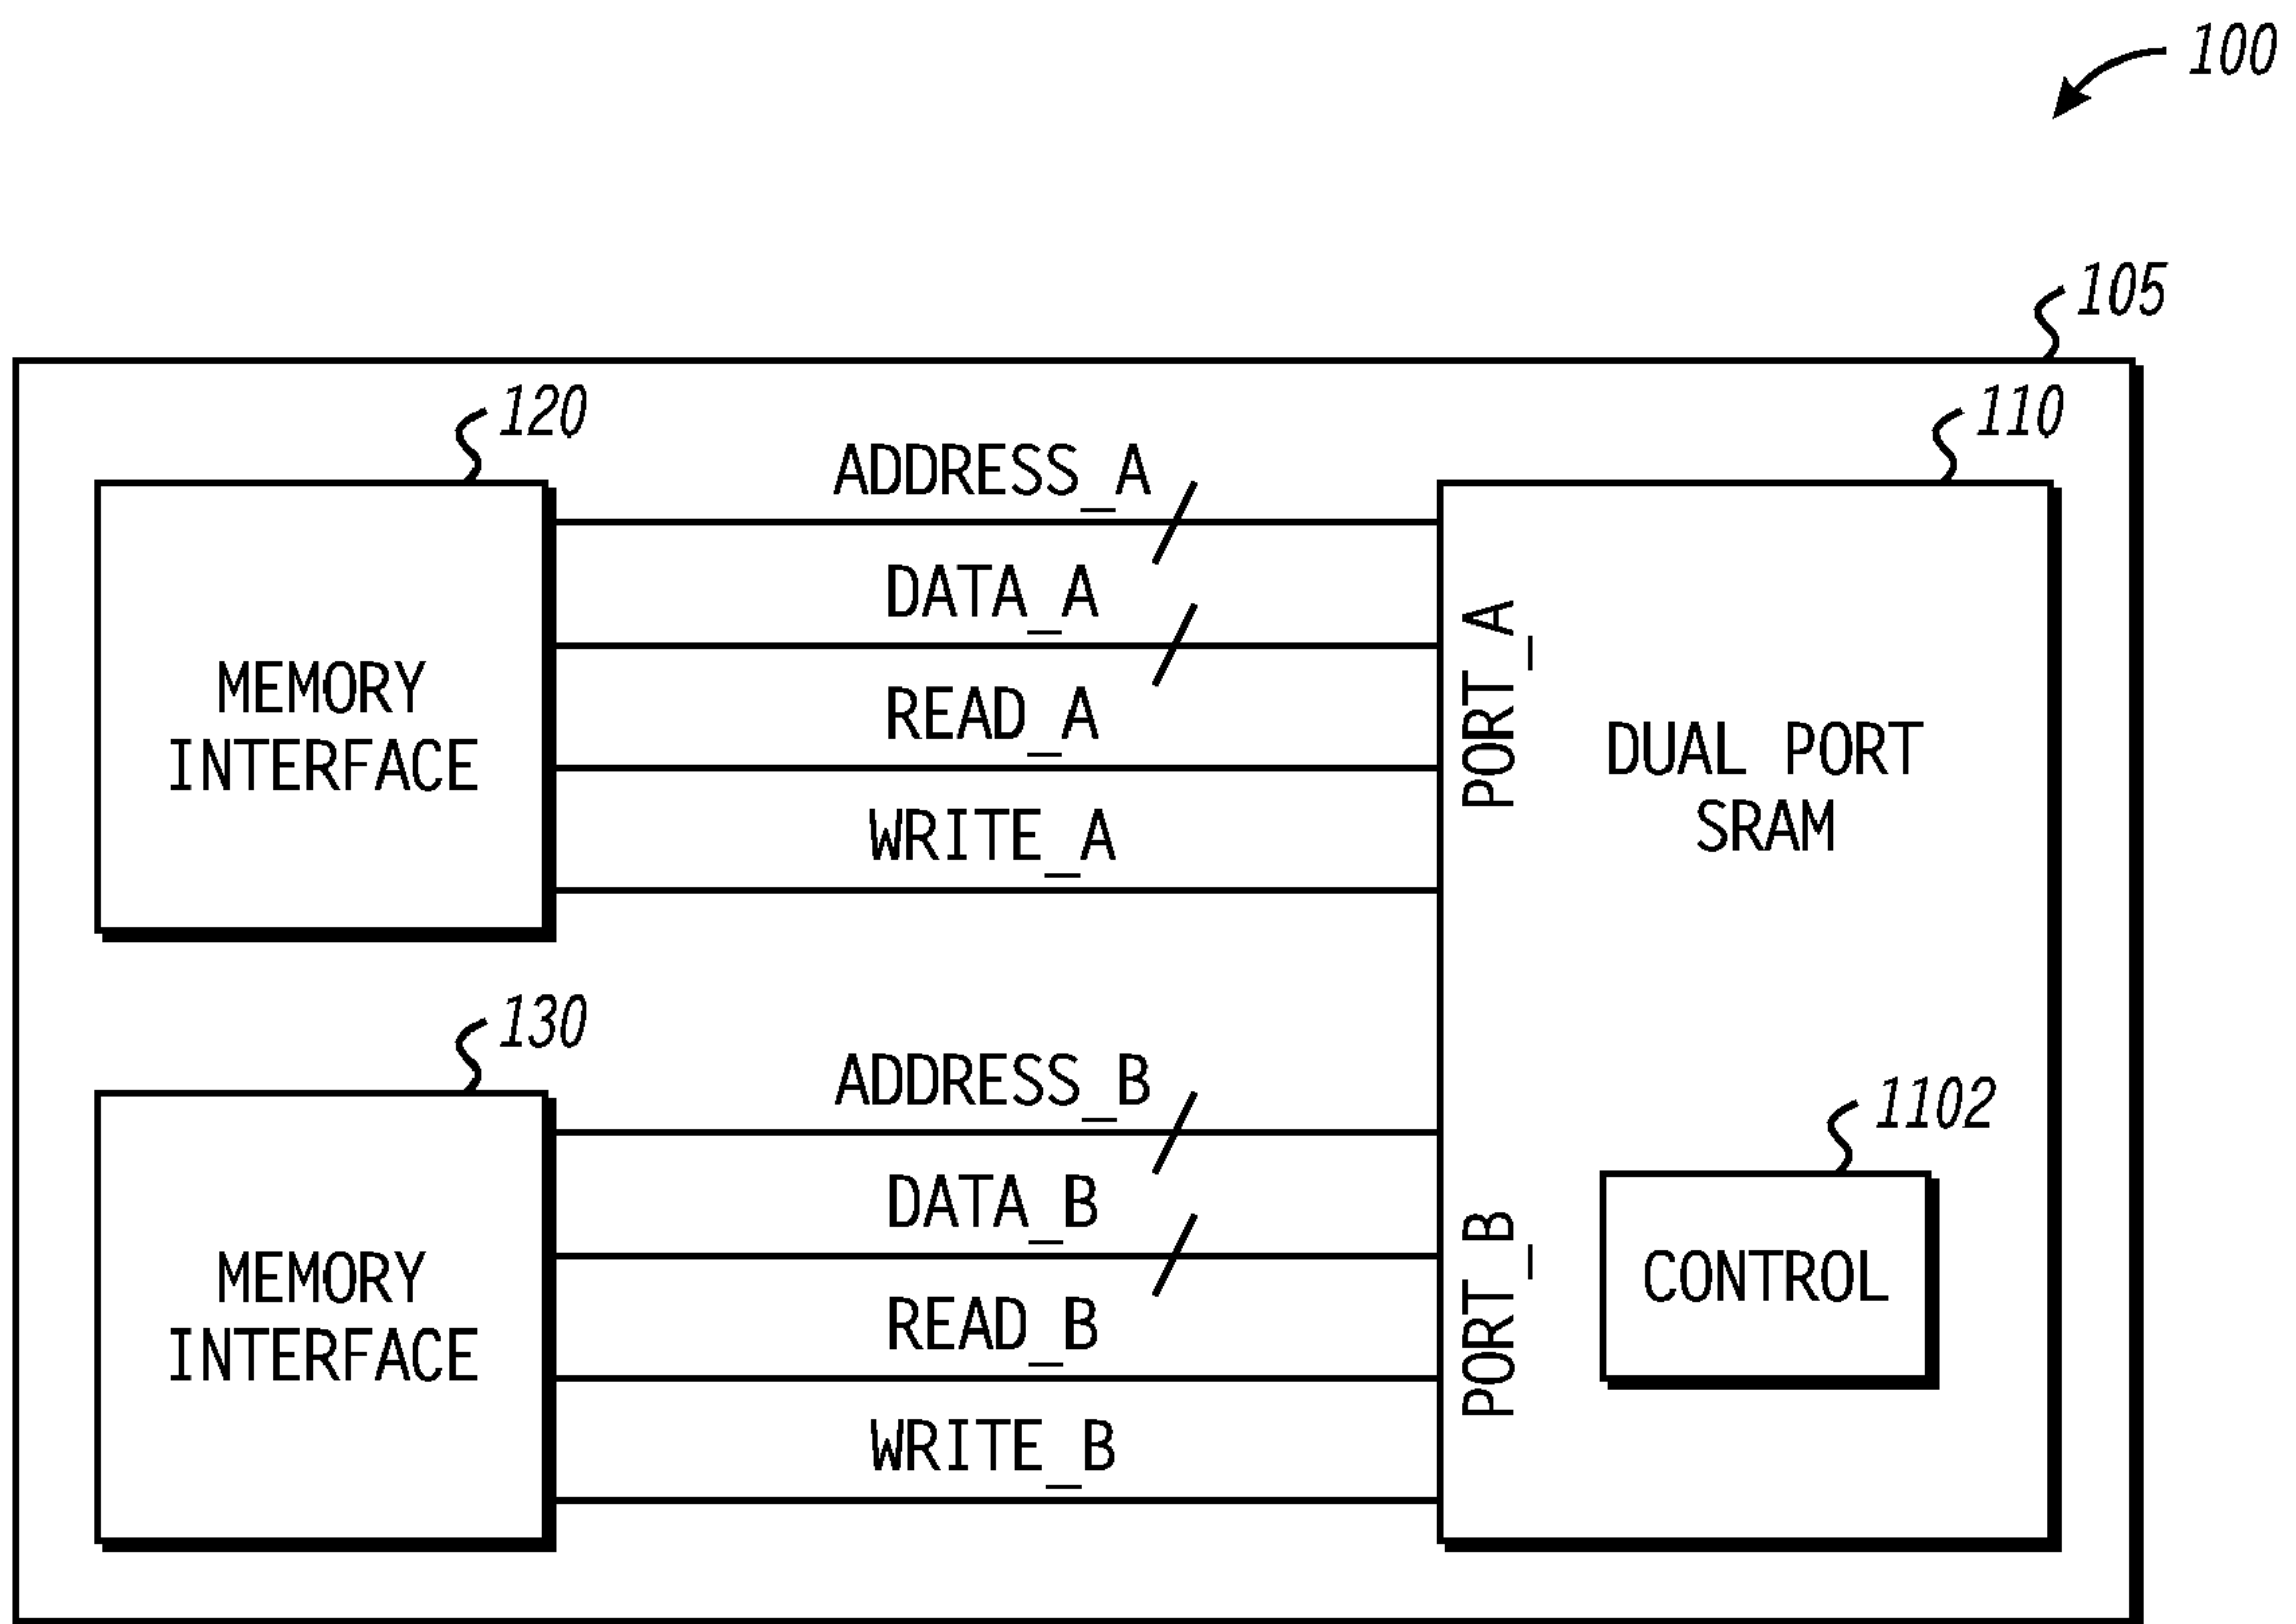 100
105
120
110
ADDRESS_A
DATA_A
READ_A
WRITE_A
MEMORY
INTERFACE
PORT_A
DUAL PORT
SRAM
130
ADDRESS_B
DATA_B
READ_B
WRITE_B
MEMORY
INTERFACE
PORT_B
1102
CONTROL